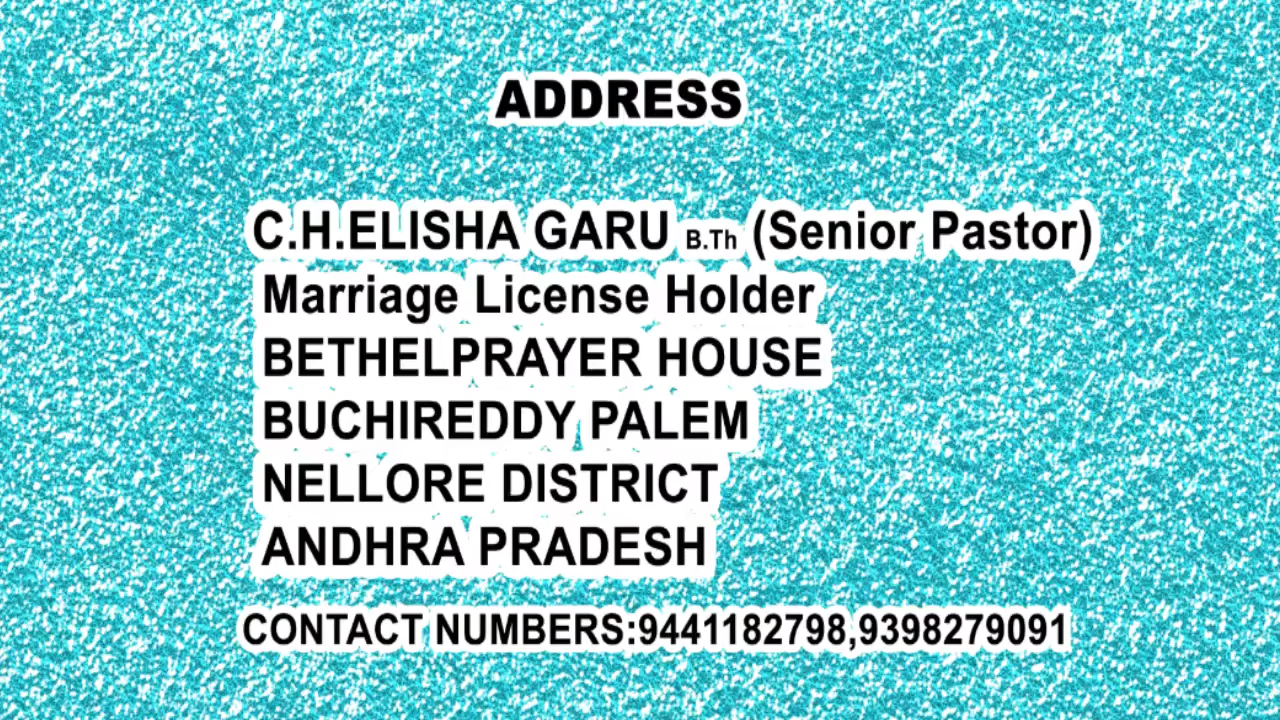 ADDRESS
C.H.ELISHA GARU B.Th (Senior Pastor)
Marriage License Holder
BETHELPRAYER HOUSE
BUCHIREDDY PALEM
NELLORE DISTRICT
ANDHRA PRADESH
CONTACT NUMBERS:9441182798,9398279091